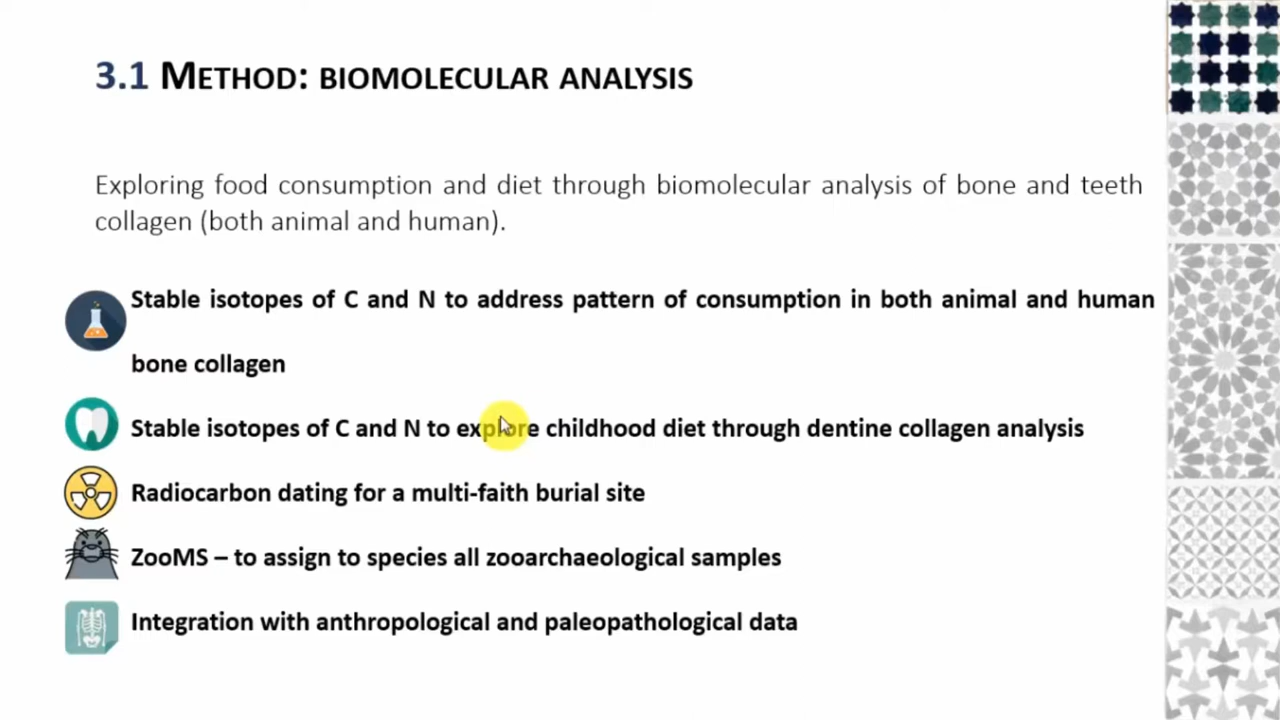 3.1 METHOD: BIOMOLECULAR ANALYSIS
Exploring food consumption and diet through biomolecular analysis of bone and teeth
collagen (both animal and human).
Stable isotopes of C and N to address pattern of consumption in both animal and human
bone collagen
Stable isotopes of C and N to explore childhood diet through dentine collagen analysis
Radiocarbon dating for a multi-faith burial site
ZooMS – to assign to species all zooarchaeological samples
Integration with anthropological and paleopathological data